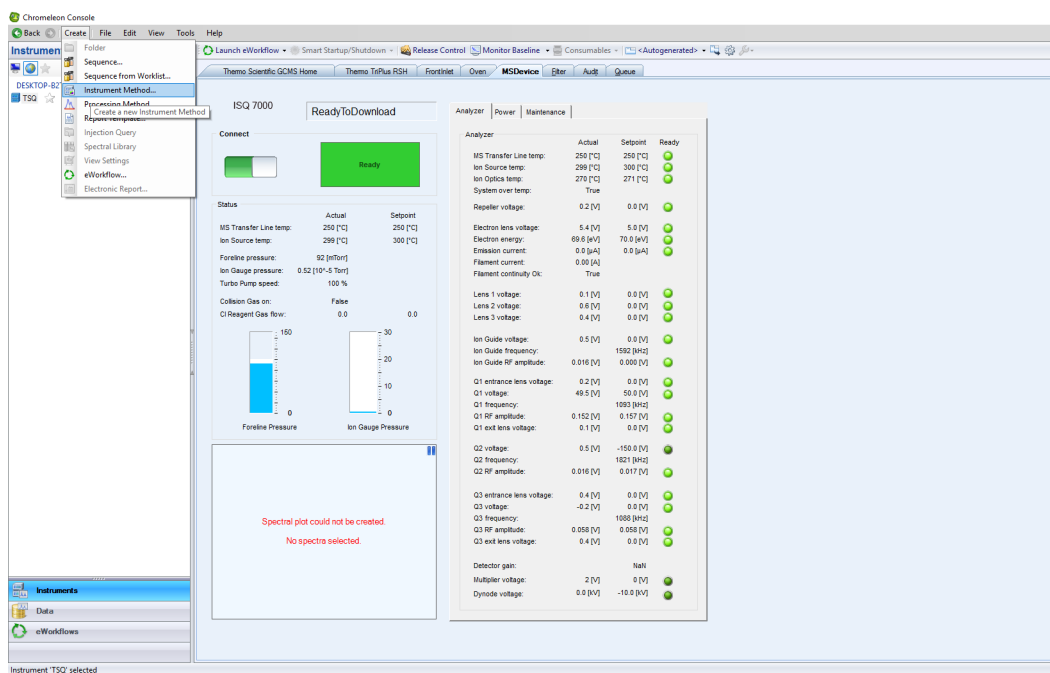 Chromeleon Console
Back Create File Edit View Tools Help
Instrumen
Launch eWorkflow Smart Startup/Shutdown Release Control Monitor Baseline Consumables <Autogenerated>
DESKTOP-B2
TSQ
Folder
Sequence...
Sequence from Worklist...
Instrument Method...
Processing Method...
Create a new Instrument Method
Report Template...
Injection Query
Spectral Library
View Settings
eWorkflow...
Electronic Report...
Thermo Scientific GCMS Home Thermo TriPlus RSH FrontInlet Oven MSDevice Filter Audit Queue
ISQ 7000 ReadyToDownload
Connect
Ready
Status
Actual Setpoint
MS Transfer Line temp: 250 [°C] 250 [°C]
Ion Source temp: 299 [°C] 300 [°C]
Foreline pressure: 92 [mTorr]
Ion Gauge pressure: 0.52 [10^-5 Torr]
Turbo Pump speed: 100 %
Collision Gas on: False
CI Reagent Gas flow: 0.0 0.0
150
0
Foreline Pressure
30
20
10
0
Ion Gauge Pressure
Spectral plot could not be created.
No spectra selected.
Analyzer Power Maintenance
Analyzer
Actual Setpoint Ready
MS Transfer Line temp: 250 [°C] 250 [°C]
Ion Source temp: 299 [°C] 300 [°C]
Ion Optics temp: 270 [°C] 271 [°C]
System over temp: True
Repeller voltage: 0.2 [V] 0.0 [V]
Electron lens voltage: 5.4 [V] 5.0 [V]
Electron energy: 69.6 [eV] 70.0 [eV]
Emission current: 0.0 [µA] 0.0 [µA]
Filament current: 0.00 [A]
Filament continuity Ok: True
Lens 1 voltage: 0.1 [V] 0.0 [V]
Lens 2 voltage: 0.6 [V] 0.0 [V]
Lens 3 voltage: 0.4 [V] 0.0 [V]
Ion Guide voltage: 0.5 [V] 0.0 [V]
Ion Guide frequency: 1592 [kHz]
Ion Guide RF amplitude: 0.016 [V] 0.000 [V]
Q1 entrance lens voltage: 0.2 [V] 0.0 [V]
Q1 voltage: 49.5 [V] 50.0 [V]
Q1 frequency: 1093 [kHz]
Q1 RF amplitude: 0.152 [V] 0.157 [V]
Q1 exit lens voltage: 0.1 [V] 0.0 [V]
Q2 voltage: 0.5 [V] -150.0 [V]
Q2 frequency: 1821 [kHz]
Q2 RF amplitude: 0.016 [V] 0.017 [V]
Q3 entrance lens voltage: 0.4 [V] 0.0 [V]
Q3 voltage: -0.2 [V] 0.0 [V]
Q3 frequency: 1088 [kHz]
Q3 RF amplitude: 0.058 [V] 0.058 [V]
Q3 exit lens voltage: 0.4 [V] 0.0 [V]
Detector gain: NaN
Multiplier voltage: 2 [V] 0 [V]
Dynode voltage: 0.0 [kV] -10.0 [kV]
Instruments
Data
eWorkflows
Instrument 'TSQ' selected